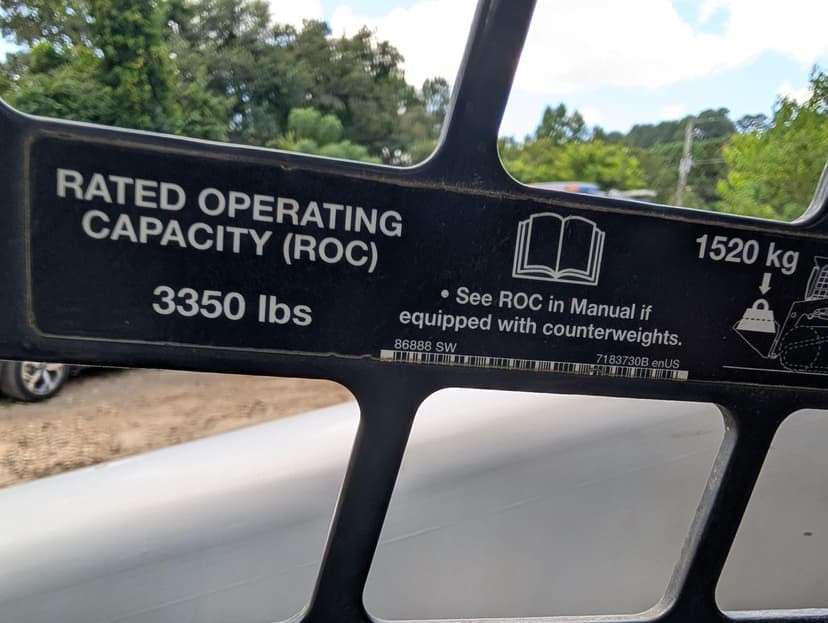 RATED OPERATING
CAPACITY (ROC)
3350 lbs
• See ROC in Manual if
equipped with counterweights.
86888 SW
7183730B enUS
1520 kg